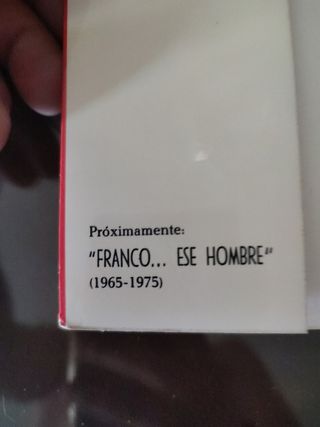 Próximamente:
"FRANCO... ESE HOMBRE"
(1965-1975)